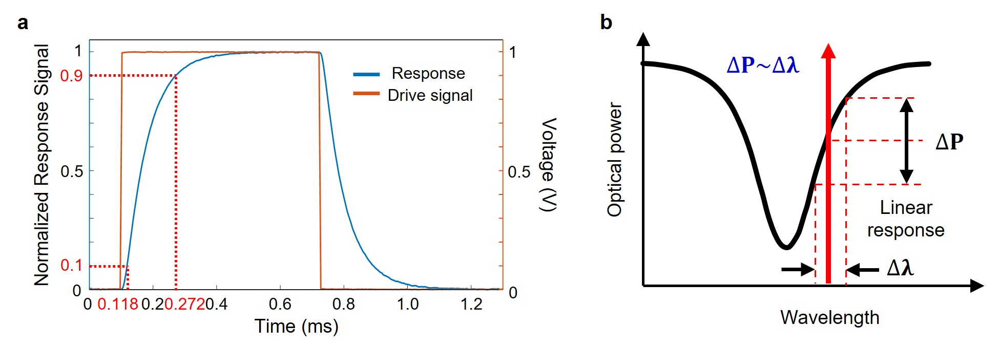 a
Normalized Response Signal
1
0.9
0.5
0.1
0
Response
Drive signal
1
0.5
0
Voltage (V)
0 0.118 0.2 0.272 0.4 0.6 0.8 1.0 1.2
Time (ms)
b
Optical power
ΔP~Δλ
ΔP
Linear
response
Δλ
Wavelength